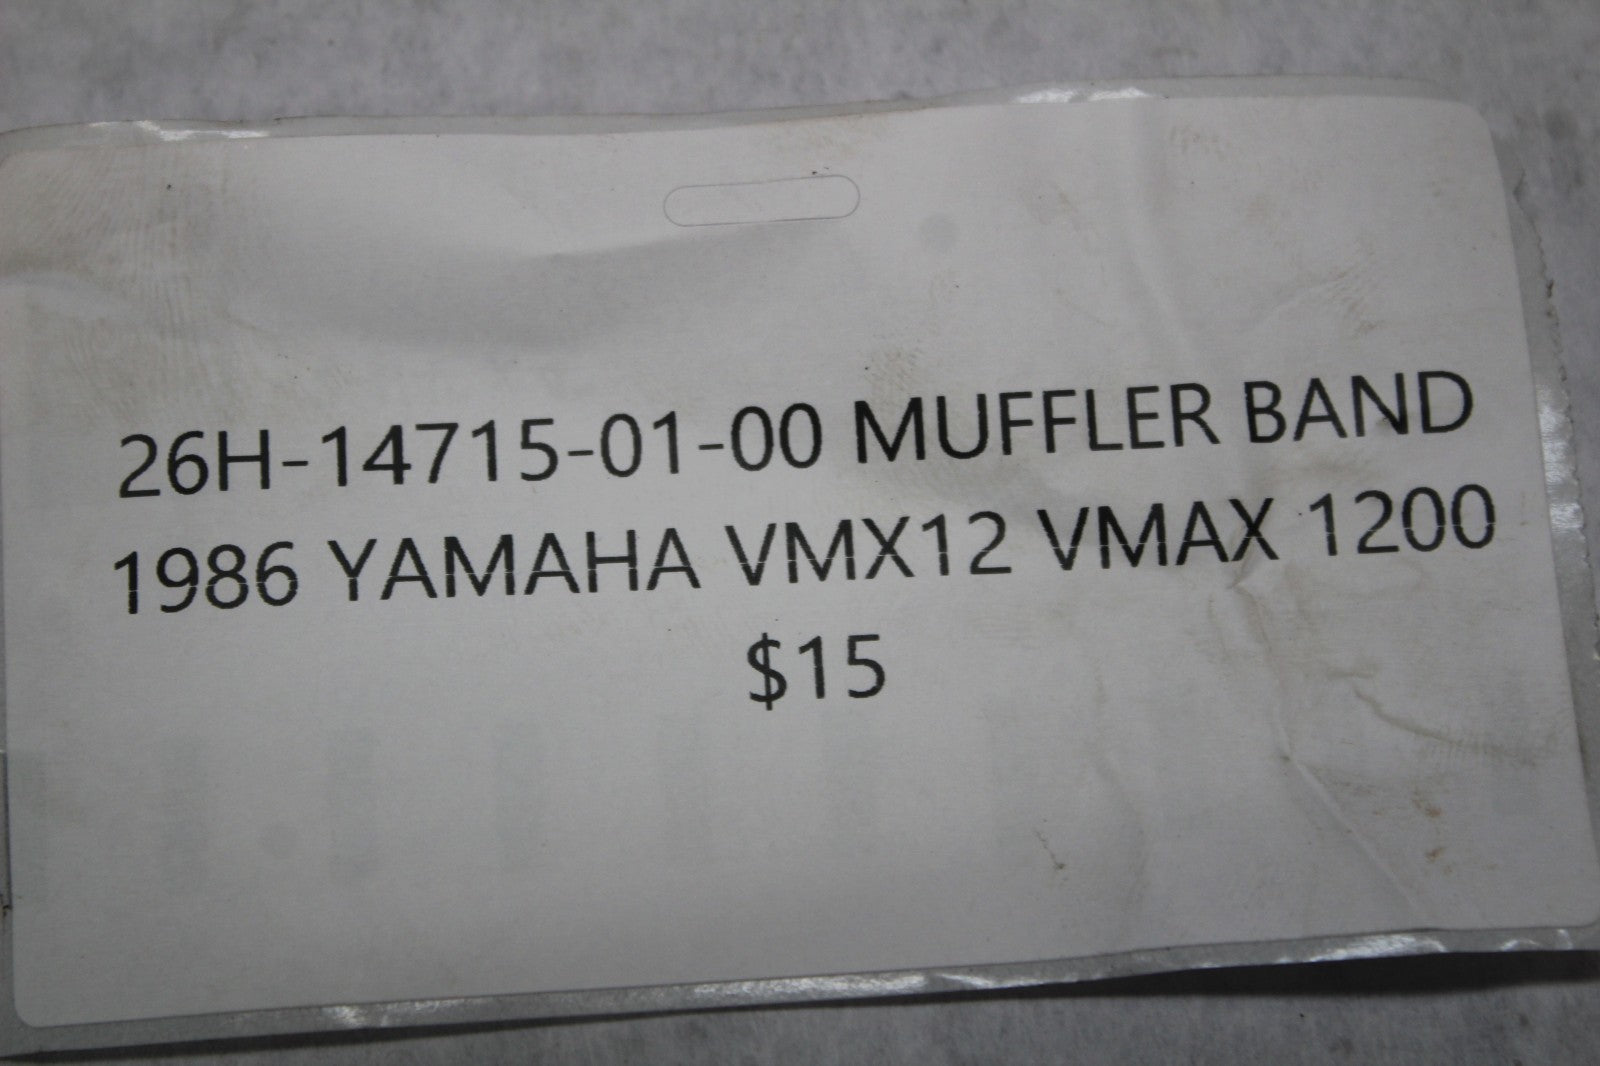 26H-14715-01-00 MUFFLER BAND
1986 YAMAHA VMX12 VMAX 1200
$15